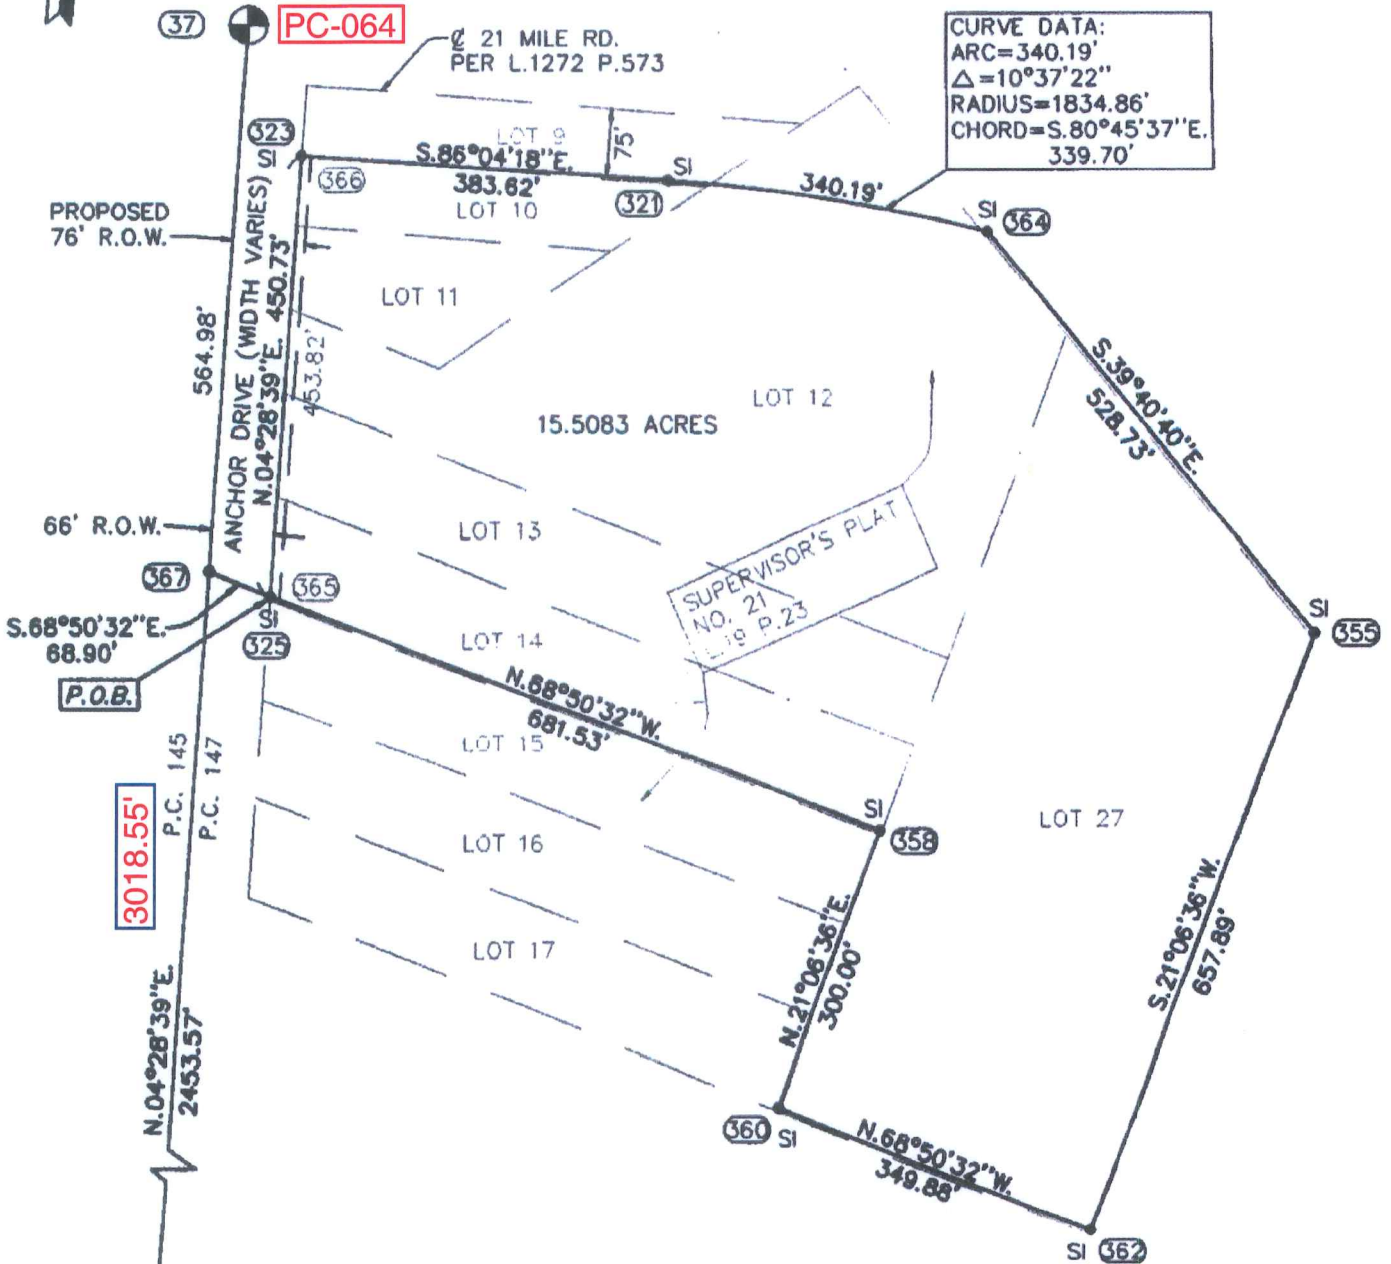 37
PC-064
℄ 21 MILE RD.
PER L.1272 P.573
CURVE DATA:
ARC=340.19'
△=10°37'22"
RADIUS=1834.86'
CHORD=S.80°45'37"E.
339.70'
323
SI
366
LOT 9
75'
S.86°04'18"E.
383.62'
SI
321
340.19'
SI
364
LOT 10
PROPOSED
76' R.O.W.
LOT 11
ANCHOR DRIVE (WIDTH VARIES)
N.04°28'39"E. 450.73'
453.82'
564.98'
LOT 12
15.5083 ACRES
S.39°40'40"E.
528.73'
66' R.O.W.
LOT 13
SUPERVISOR'S PLAT
NO. 21
L.19 P.23
367
365
SI
325
S.68°50'32"E.
68.90'
P.O.B.
LOT 14
SI
355
N.68°50'32"W.
681.53'
LOT 15
P.C. 145
P.C. 147
3018.55'
SI
358
LOT 27
LOT 16
LOT 17
N.21°06'36"E.
300.00'
S.21°06'36"W.
657.89'
N.04°28'39"E.
2453.57'
360
SI
N.68°50'32"W.
349.88'
SI
362